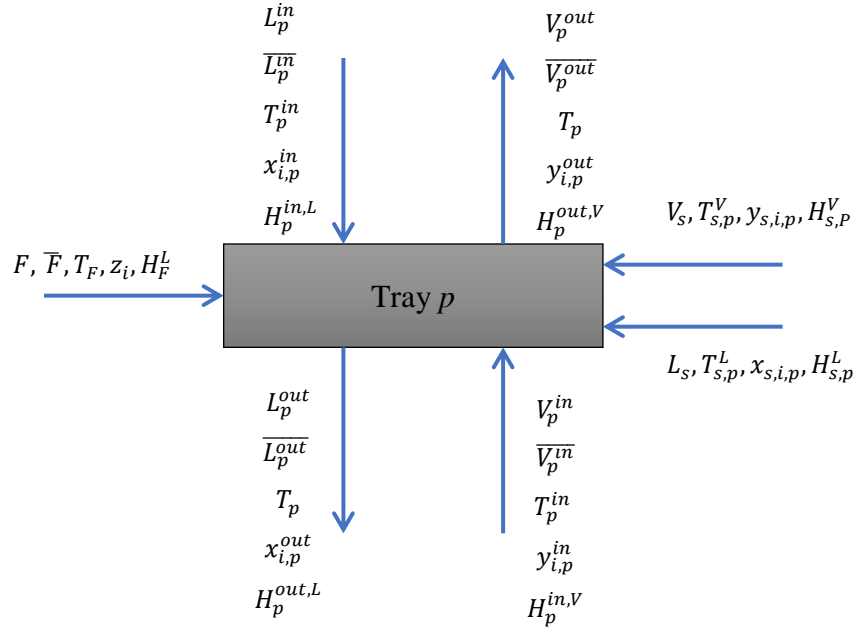 L_p^{in}
\overline{L_p^{in}}
T_p^{in}
x_{i,p}^{in}
H_p^{in,L}
V_p^{out}
\overline{V_p^{out}}
T_p
y_{i,p}^{out}
H_p^{out,V}
F, \overline{F}, T_F, z_i, H_F^L
Tray p
V_s, T_{s,p}^V, y_{s,i,p}, H_{s,P}^V
L_s, T_{s,p}^L, x_{s,i,p}, H_{s,p}^L
L_p^{out}
\overline{L_p^{out}}
T_p
x_{i,p}^{out}
H_p^{out,L}
V_p^{in}
\overline{V_p^{in}}
T_p^{in}
y_{i,p}^{in}
H_p^{in,V}